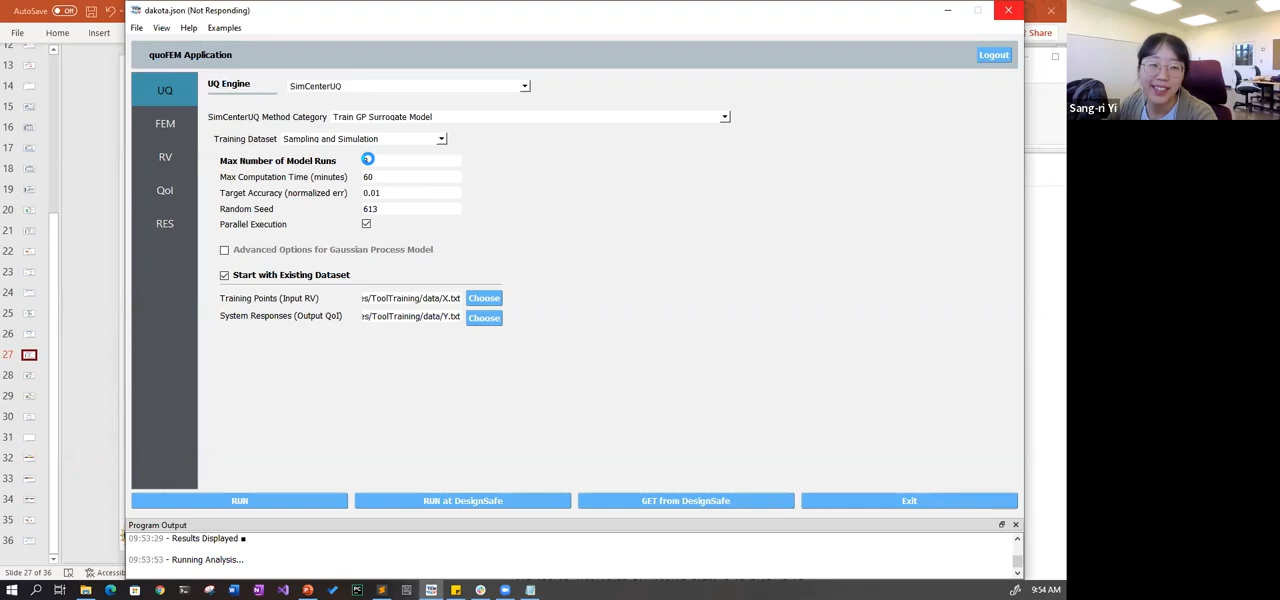 AutoSave Off
dakota.json (Not Responding)
File Home Insert
File View Help Examples
Share
quoFEM Application
Logout
UQ
FEM
RV
QoI
RES
UQ Engine SimCenterUQ
SimCenterUQ Method Category Train GP Surrogate Model
Training Dataset Sampling and Simulation
Max Number of Model Runs
Max Computation Time (minutes) 60
Target Accuracy (normalized err) 0.01
Random Seed 613
Parallel Execution
Advanced Options for Gaussian Process Model
Start with Existing Dataset
Training Points (Input RV) es/ToolTraining/data/X.txt Choose
System Responses (Output QoI) es/ToolTraining/data/Y.txt Choose
RUN RUN at DesignSafe GET from DesignSafe Exit
Program Output
09:53:29 - Results Displayed
09:53:53 - Running Analysis...
12
13
14
15
16
17
18
19
20
21
22
23
24
25
26
27
28
29
30
31
32
33
34
35
36
Slide 27 of 36
Accessib
9:54 AM
Sang-ri Yi